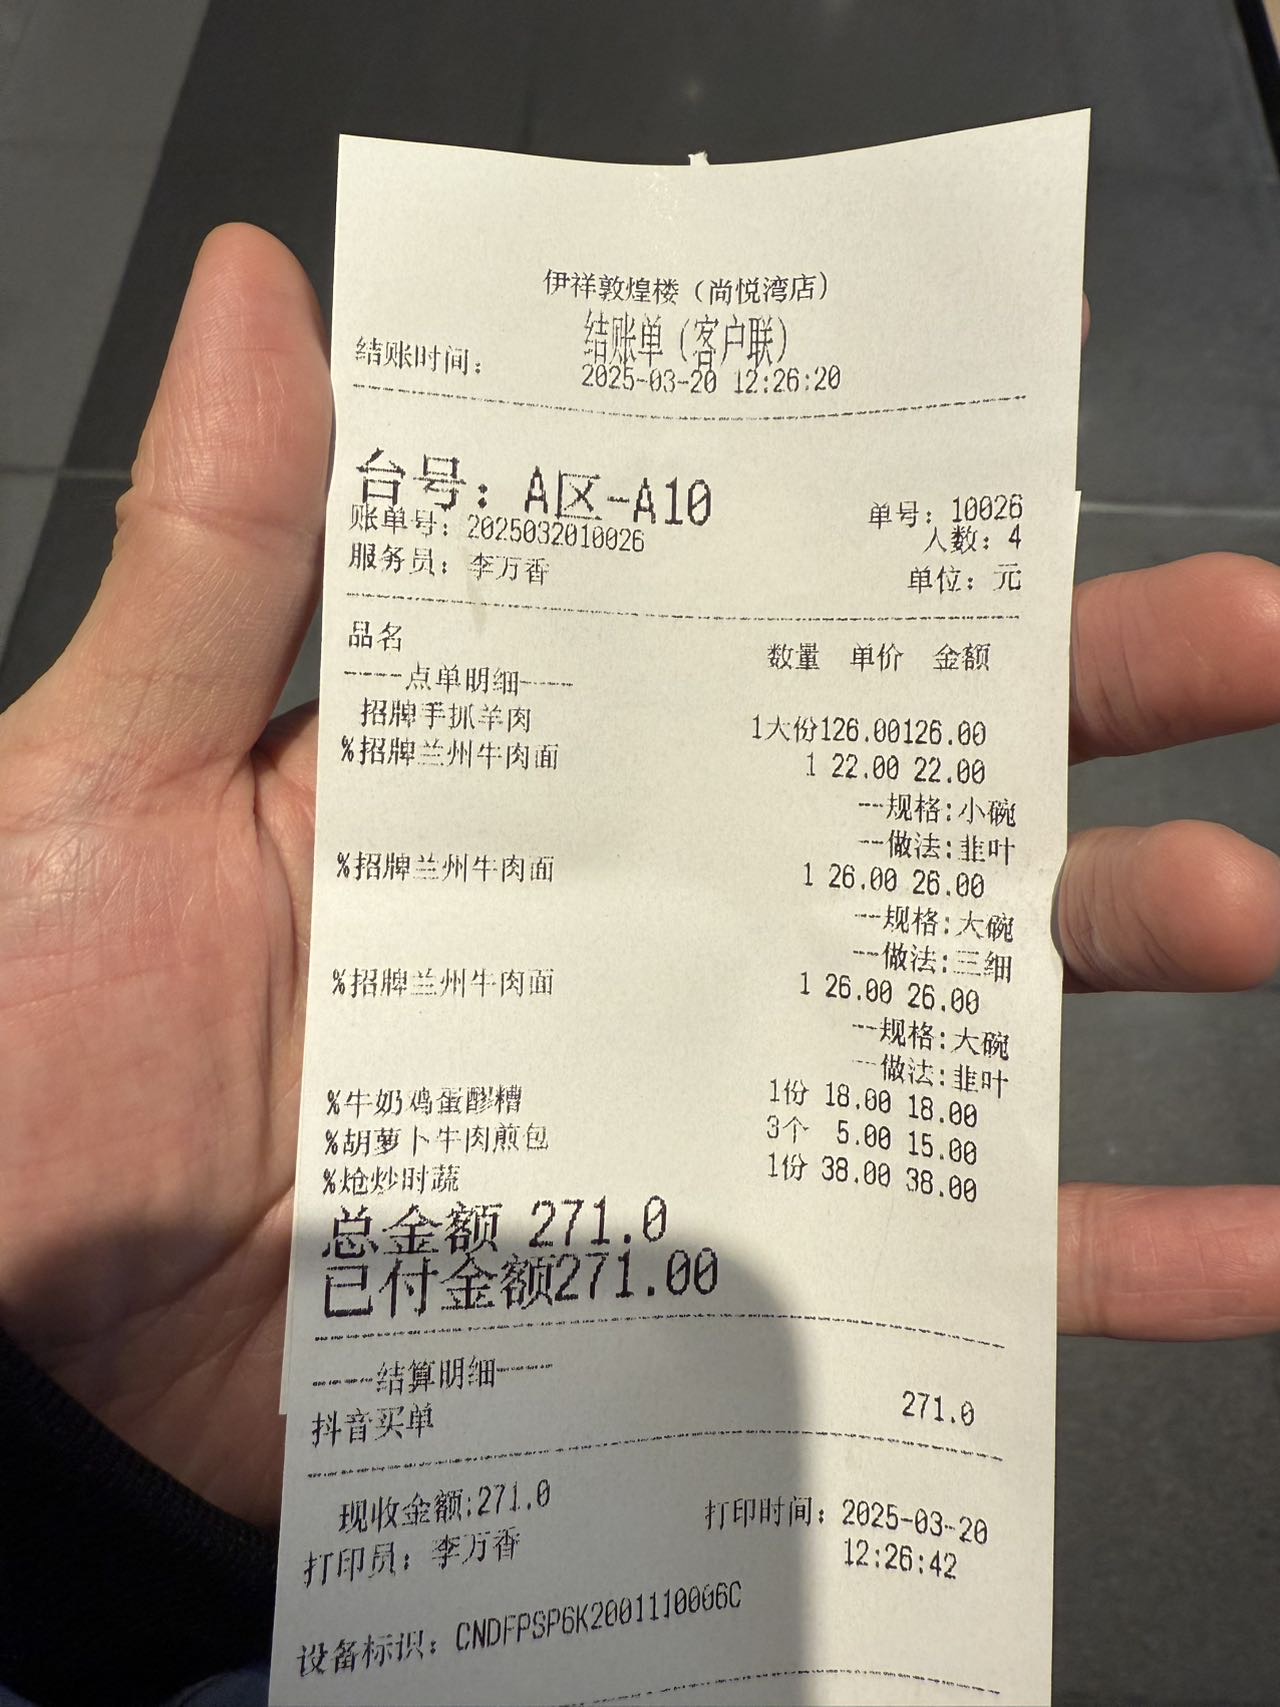 伊祥敦煌楼（尚悦湾店）
结账单（客户联）
结账时间： 2025-03-20 12:26:20
台号：A区-A10
单号：10026
账单号：2025032010026 人数：4
服务员：李万香 单位：元
品名 数量 单价 金额
----点单明细----
招牌手抓羊肉 1大份126.00126.00
%招牌兰州牛肉面 1 22.00 22.00
--规格:小碗
--做法:韭叶
%招牌兰州牛肉面 1 26.00 26.00
--规格:大碗
--做法:三细
%招牌兰州牛肉面 1 26.00 26.00
--规格:大碗
--做法:韭叶
%牛奶鸡蛋醪糟 1份 18.00 18.00
%胡萝卜牛肉煎包 3个 5.00 15.00
%炝炒时蔬 1份 38.00 38.00
总金额 271.0
已付金额271.00
----结算明细----
抖音买单 271.0
现收金额:271.0
打印员：李万香 打印时间：2025-03-20
12:26:42
设备标识：CNDFPSP6K2001110006C